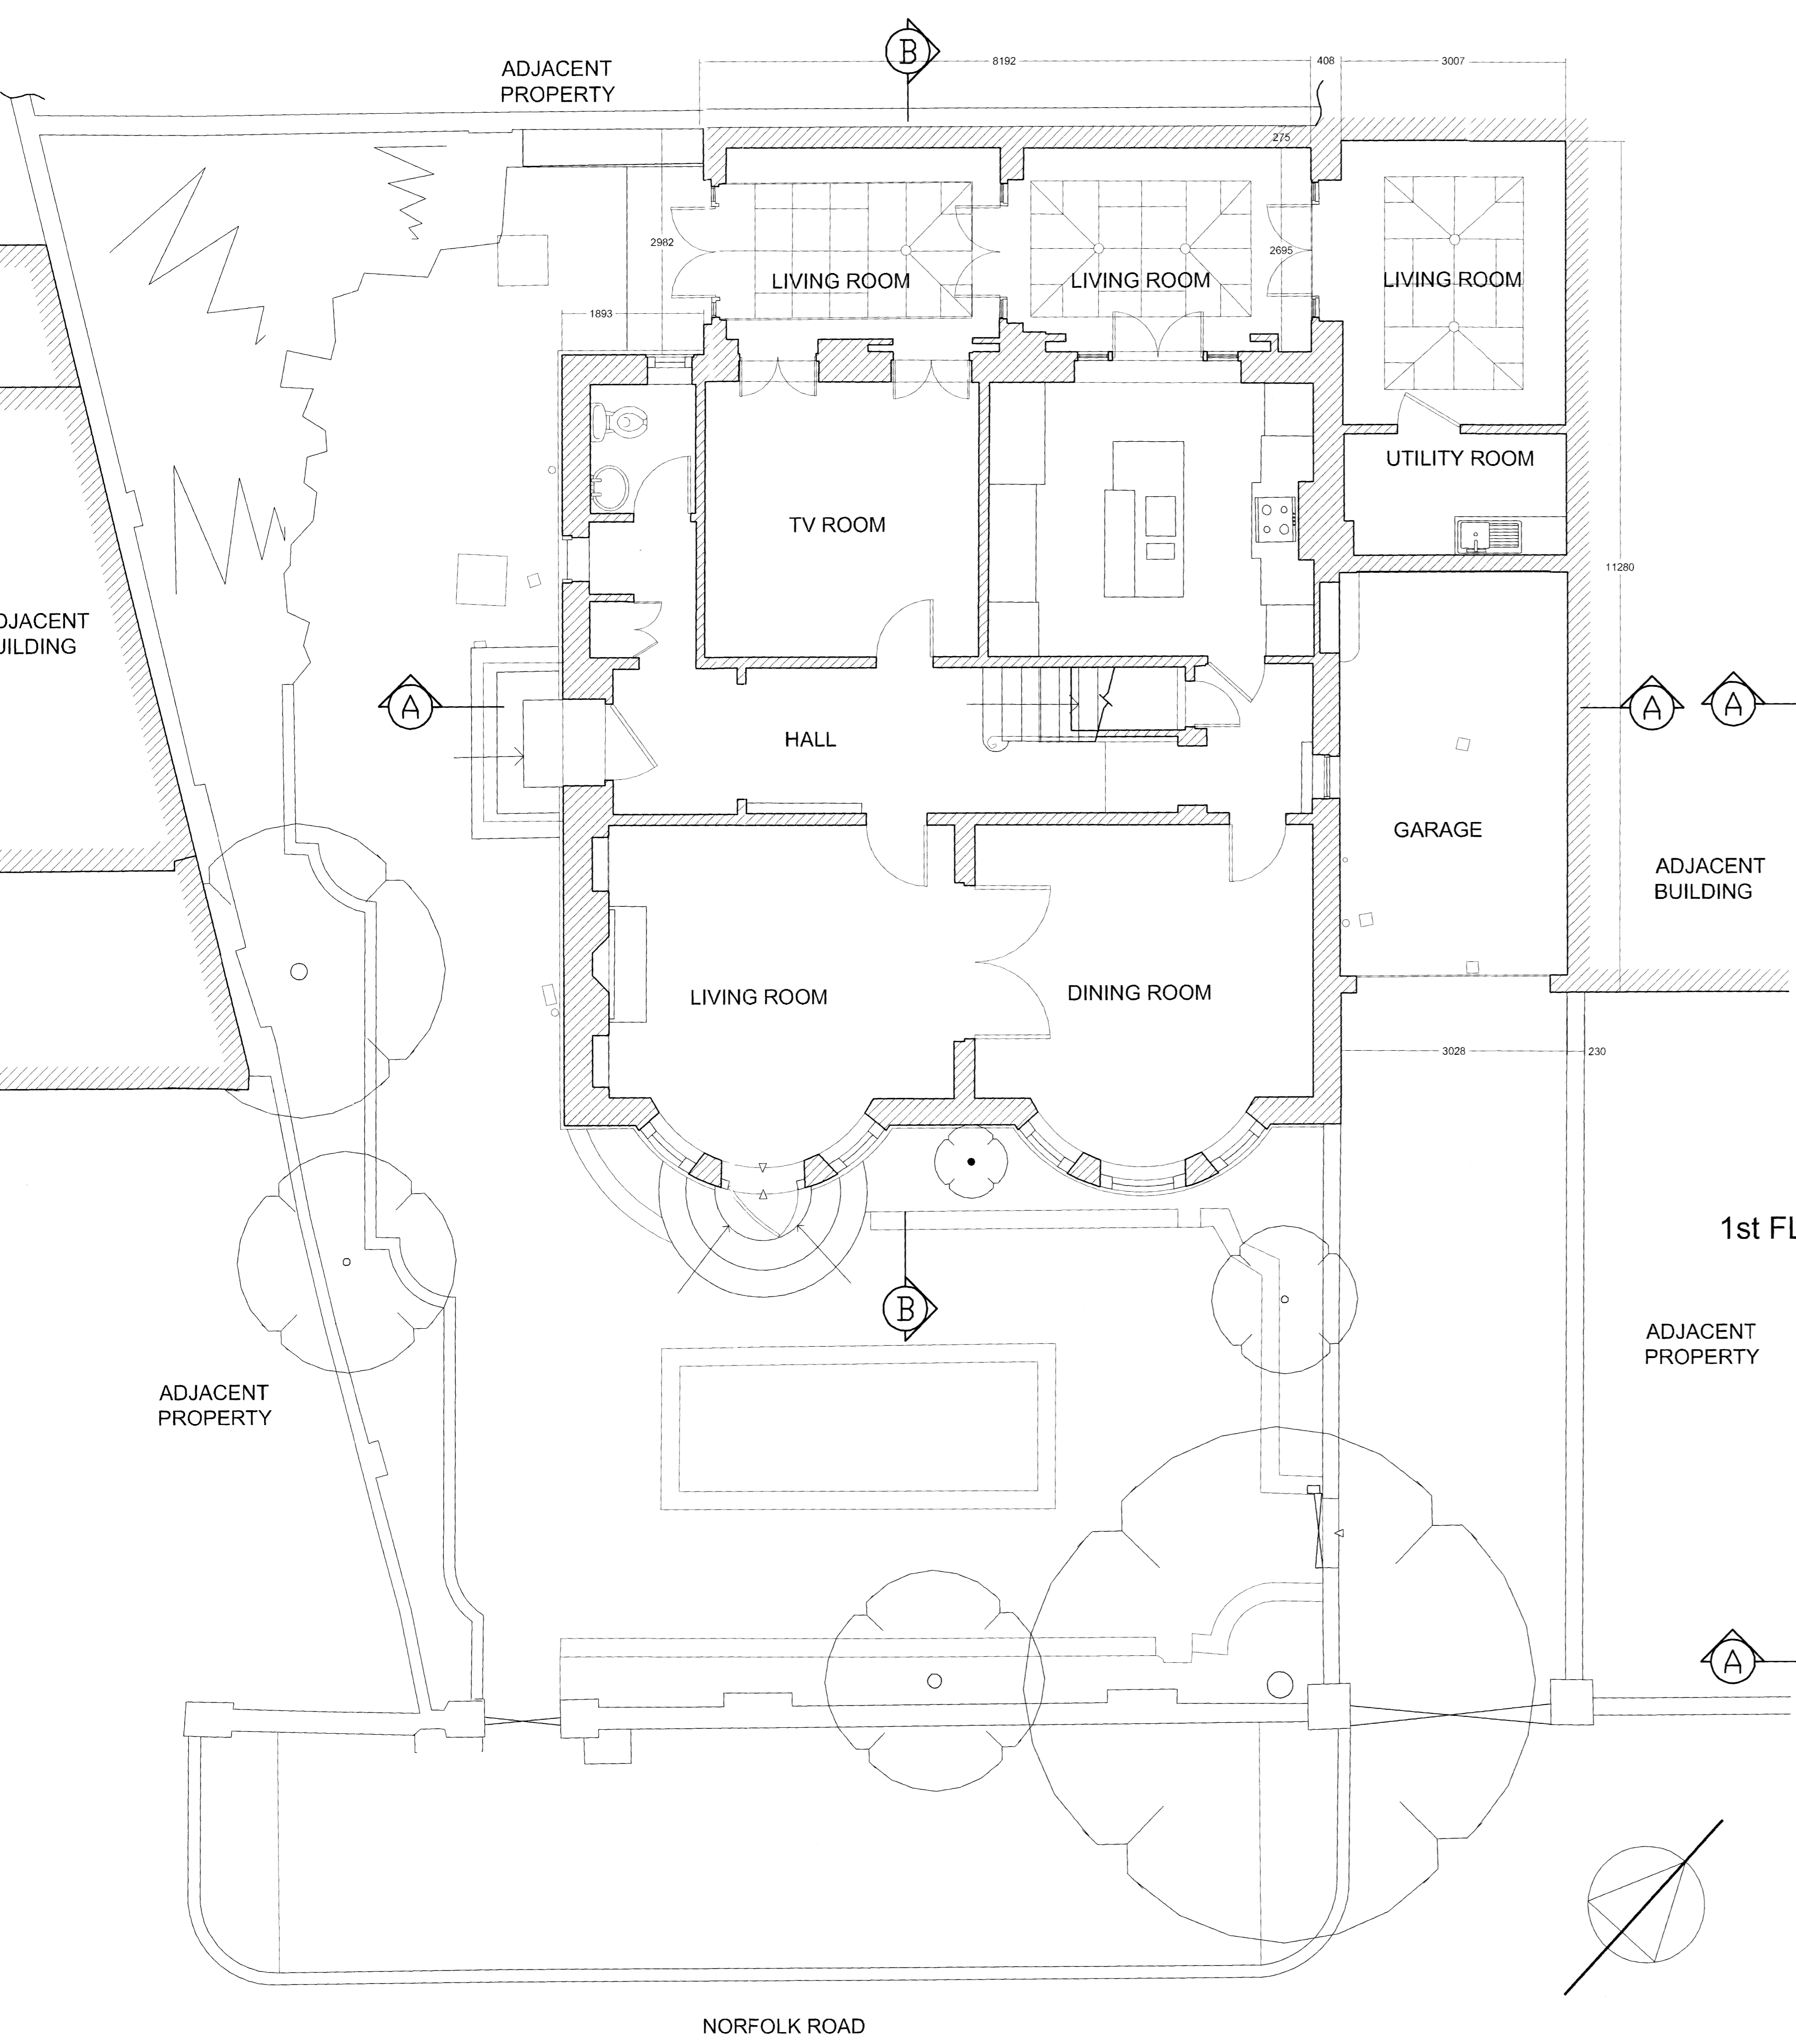 B
8192
408
3007
ADJACENT
PROPERTY
275
2982
2695
LIVING ROOM
LIVING ROOM
LIVING ROOM
1893
UTILITY ROOM
TV ROOM
11280
DJACENT
UILDING
A
A
A
HALL
GARAGE
ADJACENT
BUILDING
LIVING ROOM
DINING ROOM
3028
230
1st FL
B
ADJACENT
PROPERTY
ADJACENT
PROPERTY
A
NORFOLK ROAD